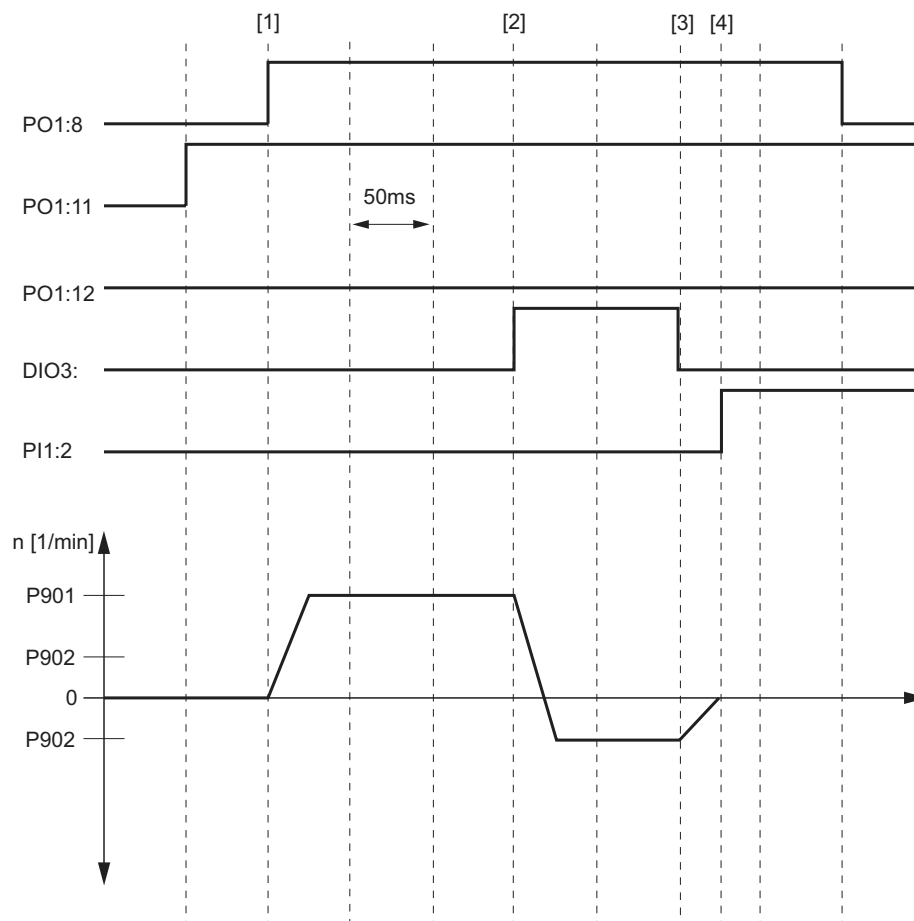 [1] [2] [3] [4]
PO1:8
PO1:11
50ms
PO1:12
DIO3:
PI1:2
n [1/min]
P901
P902
0
P902